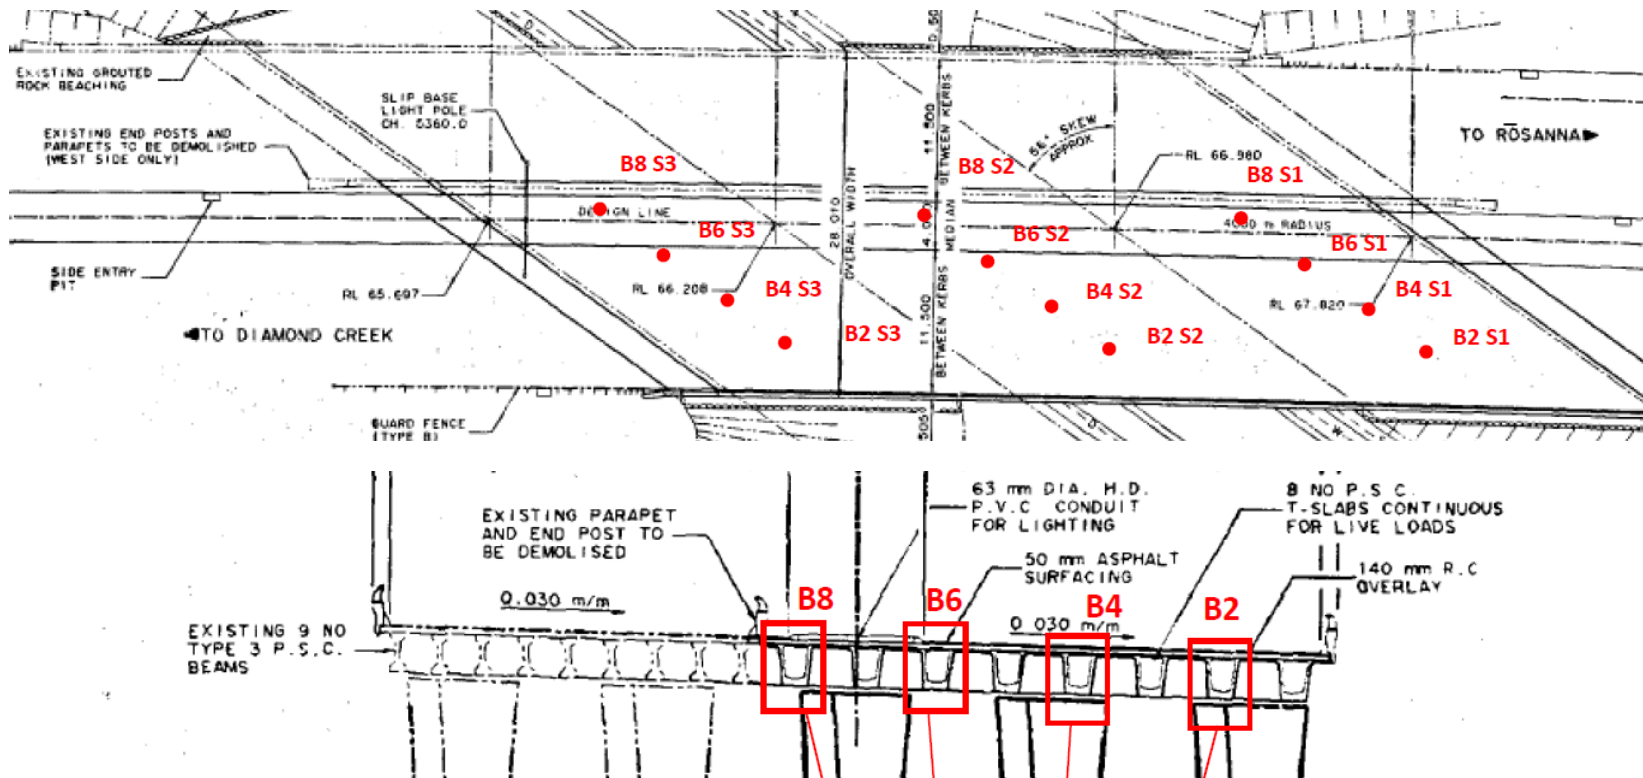 EXISTING GROUTED
ROCK BEACHING
SLIP BASE
LIGHT POLE
CH. 5360.0
EXISTING END POSTS AND
PARAPETS TO BE DEMOLISHED
(WEST SIDE ONLY)
B8 S3
DESIGN LINE
B6 S3
SIDE ENTRY
PIT
RL 65.697
RL 66.208
B4 S3
TO DIAMOND CREEK
B2 S3
GUARD FENCE
(TYPE B)
28.010
OVERALL WIDTH
0.50
11.500
BETWEEN KERBS
4.0
MEDIAN
11.500
BETWEEN KERBS
505
56° SKEW
APPROX
B8 S2
RL 66.980
TO ROSANNA
B8 S1
4000 m RADIUS
B6 S2
B6 S1
B4 S2
RL 67.820
B4 S1
B2 S2
B2 S1
D
D
W
EXISTING PARAPET
AND END POST TO
BE DEMOLISED
63 mm DIA. H.D.
P.V.C CONDUIT
FOR LIGHTING
8 NO P.S.C.
T-SLABS CONTINUOUS
FOR LIVE LOADS
50 mm ASPHALT
SURFACING
140 mm R.C
OVERLAY
0.030 m/m
B8
B6
B4
B2
0.030 m/m
EXISTING 9 NO
TYPE 3 P.S.C.
BEAMS